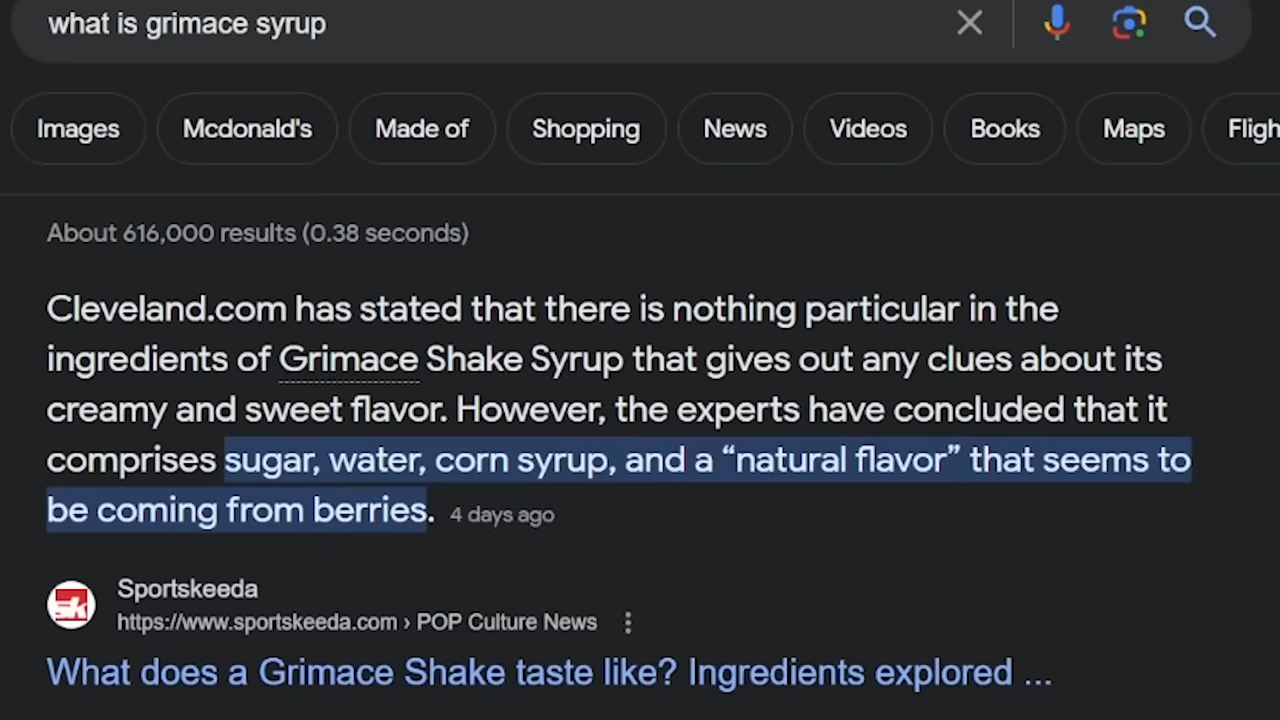 what is grimace syrup
Images Mcdonald's Made of Shopping News Videos Books Maps Fligh
About 616,000 results (0.38 seconds)
Cleveland.com has stated that there is nothing particular in the
ingredients of Grimace Shake Syrup that gives out any clues about its
creamy and sweet flavor. However, the experts have concluded that it
comprises sugar, water, corn syrup, and a “natural flavor” that seems to
be coming from berries. 4 days ago
sk
Sportskeeda
https://www.sportskeeda.com › POP Culture News
What does a Grimace Shake taste like? Ingredients explored ...